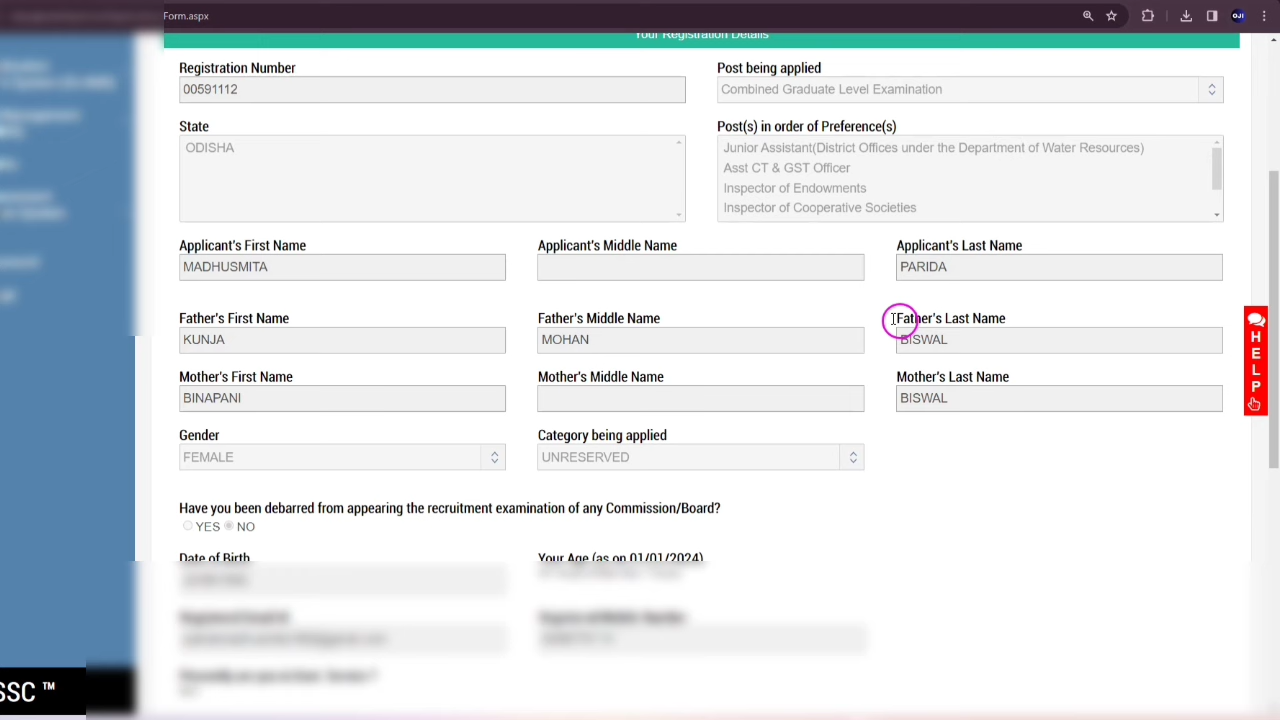 Form.aspx
OJI
Your Registration Details
Registration Number
Post being applied
00591112
Combined Graduate Level Examination
State
Post(s) in order of Preference(s)
ODISHA
Junior Assistant(District Offices under the Department of Water Resources)
Asst CT & GST Officer
Inspector of Endowments
Inspector of Cooperative Societies
Applicant's First Name
Applicant's Middle Name
Applicant's Last Name
MADHUSMITA
PARIDA
Father's First Name
Father's Middle Name
Father's Last Name
KUNJA
MOHAN
BISWAL
Mother's First Name
Mother's Middle Name
Mother's Last Name
BINAPANI
BISWAL
Gender
Category being applied
FEMALE
UNRESERVED
Have you been debarred from appearing the recruitment examination of any Commission/Board?
YES NO
Date of Birth
Your Age (as on 01/01/2024)
HELP
SSC ™